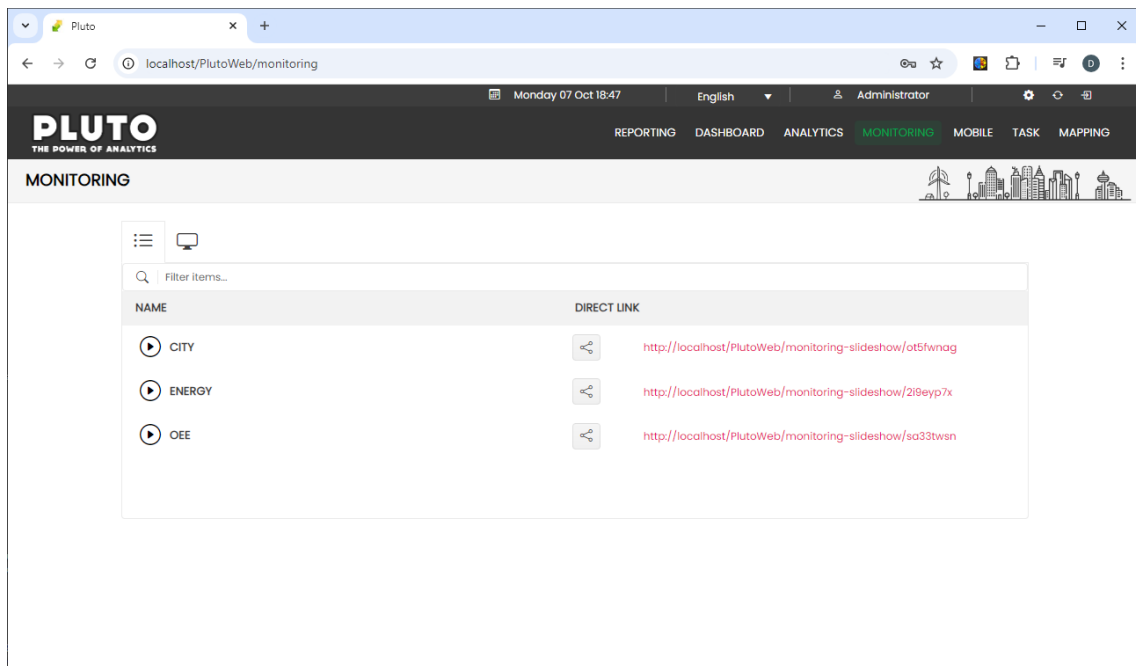 Pluto
localhost/PlutoWeb/monitoring
D
Monday 07 Oct 18:47 English Administrator
PLUTO
THE POWER OF ANALYTICS
REPORTING DASHBOARD ANALYTICS MONITORING MOBILE TASK MAPPING
MONITORING
Filter items...
NAME DIRECT LINK
CITY http://localhost/PlutoWeb/monitoring-slideshow/ot5fwnag
ENERGY http://localhost/PlutoWeb/monitoring-slideshow/2i9eyp7x
OEE http://localhost/PlutoWeb/monitoring-slideshow/sa33twsn